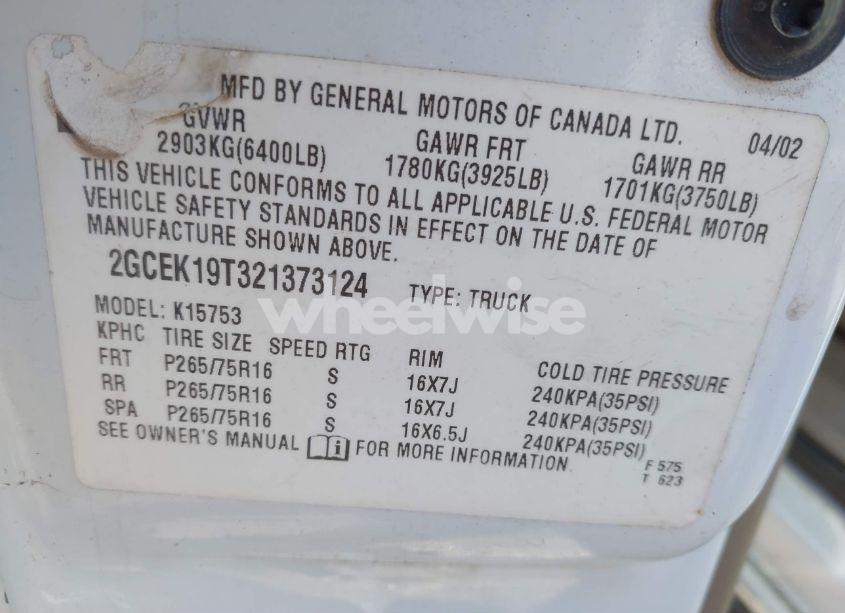 MFD BY GENERAL MOTORS OF CANADA LTD. 04/02
GVWR GAWR FRT GAWR RR
2903KG(6400LB) 1780KG(3925LB) 1701KG(3750LB)
THIS VEHICLE CONFORMS TO ALL APPLICABLE U.S. FEDERAL MOTOR
VEHICLE SAFETY STANDARDS IN EFFECT ON THE DATE OF
MANUFACTURE SHOWN ABOVE.
2GCEK19T321373124 TYPE: TRUCK
wheelwise
MODEL: K15753
KPHC TIRE SIZE SPEED RTG RIM COLD TIRE PRESSURE
FRT P265/75R16 S 16X7J 240KPA(35PSI)
RR P265/75R16 S 16X7J 240KPA(35PSI)
SPA P265/75R16 S 16X6.5J 240KPA(35PSI)
SEE OWNER'S MANUAL i FOR MORE INFORMATION.
F 575
T 623